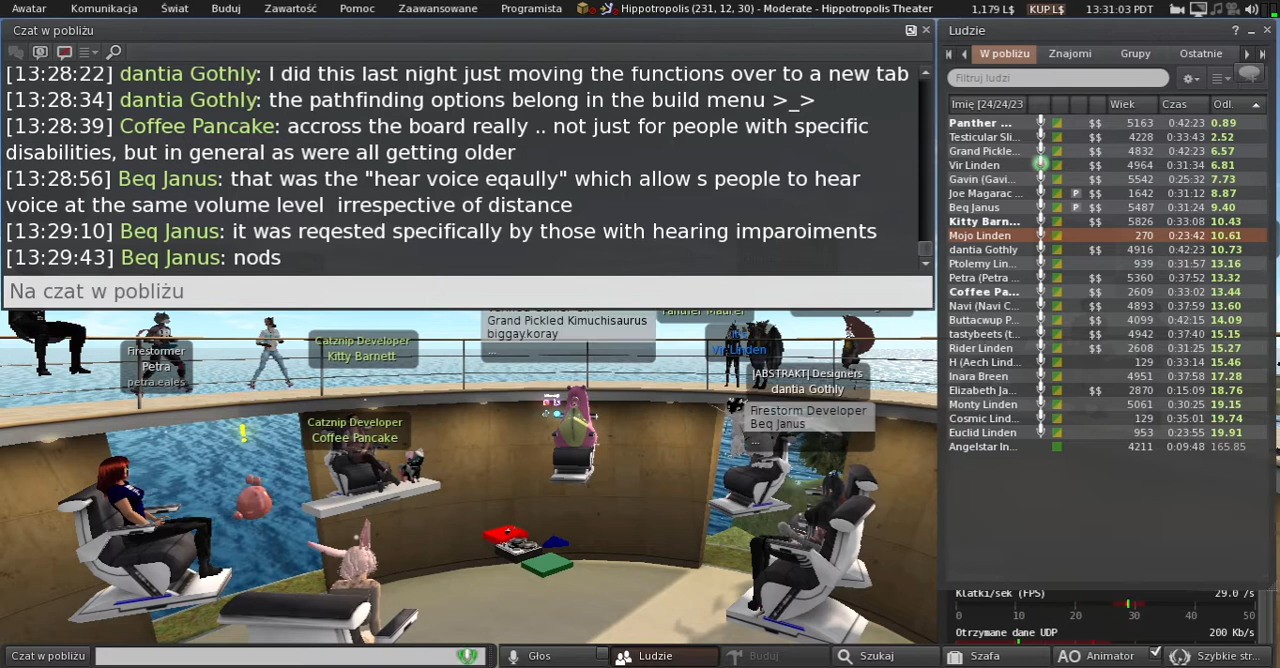 Awatar Komunikacja Świat Buduj Zawartość Pomoc Zaawansowane Programista Hippotropolis (231, 12, 30) - Moderate - Hippotropolis Theater 1,179 L$ KUP L$ 13:31:03 PDT
Czat w pobliżu
[13:28:22] dantia Gothly: I did this last night just moving the functions over to a new tab
[13:28:34] dantia Gothly: the pathfinding options belong in the build menu >_>
[13:28:39] Coffee Pancake: accross the board really .. not just for people with specific
disabilities, but in general as were all getting older
[13:28:56] Beq Janus: that was the "hear voice eqaully" which allow s people to hear
voice at the same volume level irrespective of distance
[13:29:10] Beq Janus: it was reqested specifically by those with hearing imparoiments
[13:29:43] Beq Janus: nods
Na czat w pobliżu
Grand Pickled Kimuchisaurus
biggay.koray
...
Firestormer
Petra
petra.eales
Catznip Developer
Kitty Barnett
Vir Linden
|ABSTRAKT| Designers
dantia Gothly
Firestorm Developer
Beq Janus
...
Catznip Developer
Coffee Pancake
Ludzie
W pobliżu Znajomi Grupy Ostatnie
Filtruj ludzi
Imię [24/24/23 Wiek Czas Odl.
Panther ... $$ 5163 0:42:23 0.89
Testicular Sli... $$ 4228 0:33:43 2.52
Grand Pickle... $$ 4832 0:42:23 6.57
Vir Linden $$ 4964 0:31:34 6.81
Gavin (Gavi... $$ 5542 0:25:32 7.73
Joe Magarac ... P $$ 1642 0:31:12 8.87
Beq Janus P $$ 5487 0:31:24 9.40
Kitty Barn... $$ 5826 0:33:08 10.43
Mojo Linden 270 0:23:42 10.61
dantia Gothly $$ 4916 0:42:23 10.73
Ptolemy Lin... 939 0:31:57 13.16
Petra (Petra ... $$ 5360 0:37:52 13.32
Coffee Pa... $$ 2609 0:33:02 13.44
Navi (Navi C... $$ 4893 0:37:59 13.60
Buttacwup P... $$ 4099 0:42:15 14.09
tastybeets (t... $$ 4942 0:37:40 15.15
Rider Linden $$ 2608 0:31:25 15.27
H (Aech Lind... 129 0:33:14 15.46
Inara Breen 4951 0:37:58 17.28
Elizabeth Ja... $$ 2870 0:15:09 18.76
Monty Linden 5061 0:30:25 19.15
Cosmic Lind... 129 0:35:01 19.74
Euclid Linden 953 0:23:55 19.91
Angelstar In... 4211 0:09:48 165.85
Klatki/sek (FPS) 29.0 /s
0 10 20 30 40 50
Otrzymane dane UDP 200 Kb/s
Czat w pobliżu Głos Ludzie Buduj Szukaj Szafa AO Animator Szybkie str...